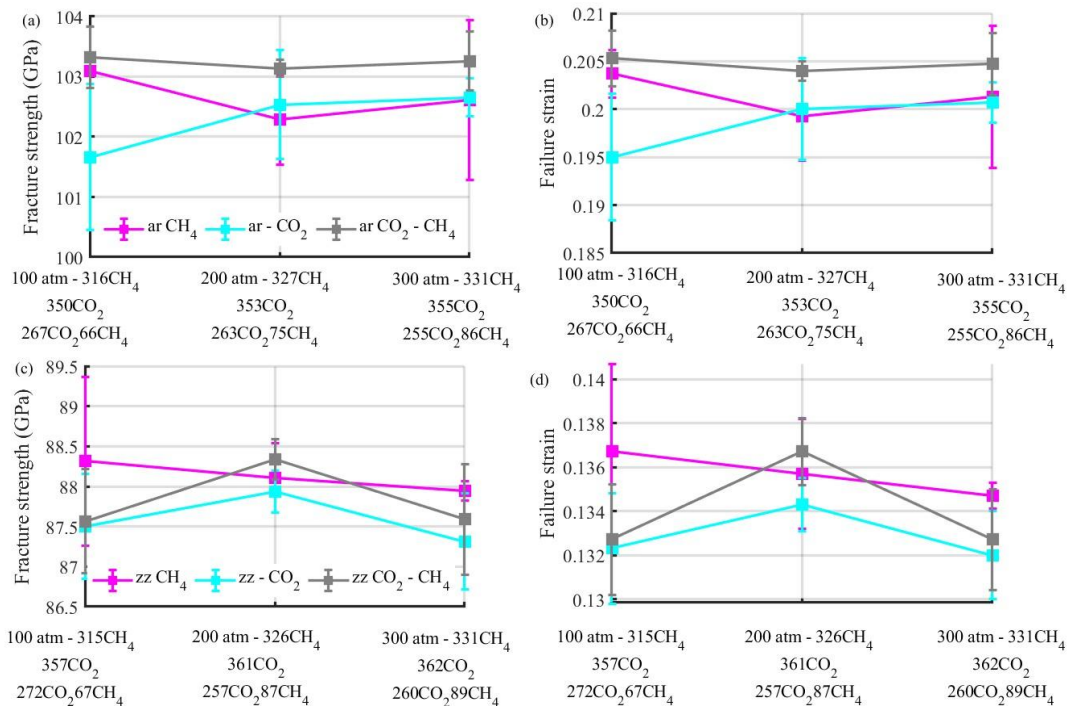 (a)
Fracture strength (GPa)
104
103
102
101
100
ar CH4
ar - CO2
ar CO2 - CH4
100 atm - 316CH4
350CO2
267CO266CH4
200 atm - 327CH4
353CO2
263CO275CH4
300 atm - 331CH4
355CO2
255CO286CH4
(b)
Failure strain
0.21
0.205
0.2
0.195
0.19
0.185
100 atm - 316CH4
350CO2
267CO266CH4
200 atm - 327CH4
353CO2
263CO275CH4
300 atm - 331CH4
355CO2
255CO286CH4
(c)
Fracture strength (GPa)
89.5
89
88.5
88
87.5
87
86.5
zz CH4
zz - CO2
zz CO2 - CH4
100 atm - 315CH4
357CO2
272CO267CH4
200 atm - 326CH4
361CO2
257CO287CH4
300 atm - 331CH4
362CO2
260CO289CH4
(d)
Failure strain
0.14
0.138
0.136
0.134
0.132
0.13
100 atm - 315CH4
357CO2
272CO267CH4
200 atm - 326CH4
361CO2
257CO287CH4
300 atm - 331CH4
362CO2
260CO289CH4